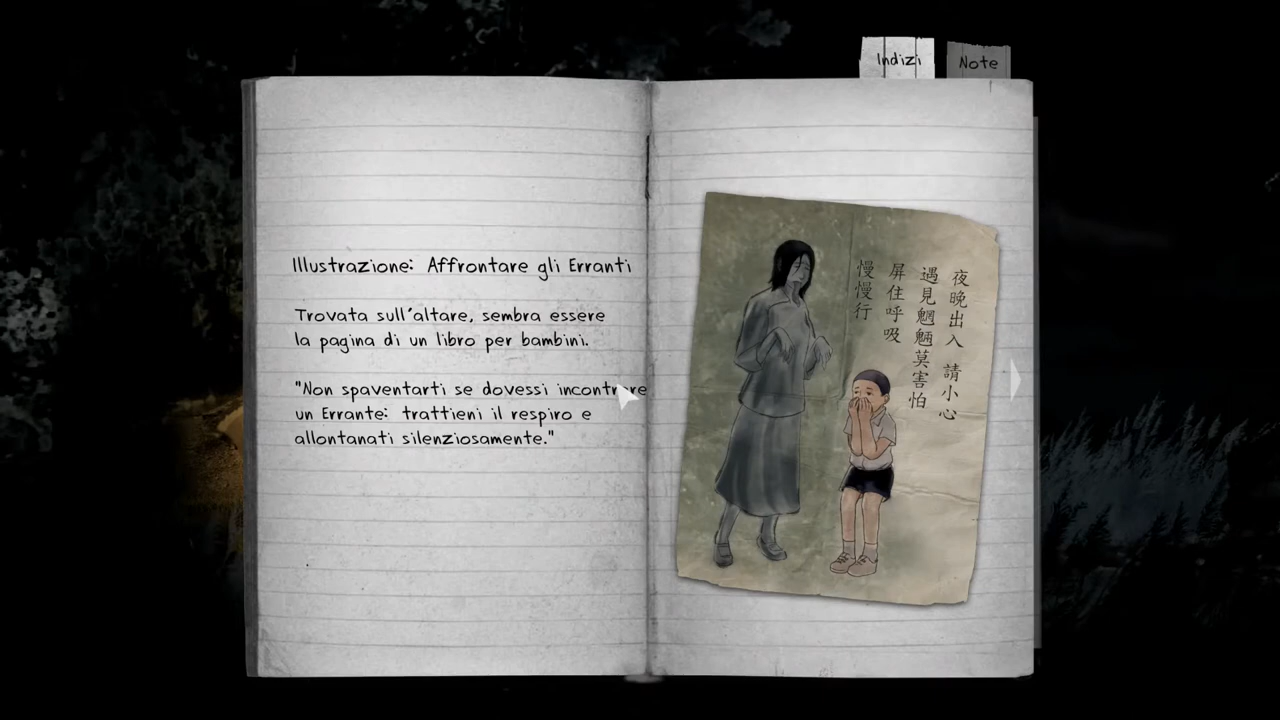 Indizi
Note
Illustrazione: Affrontare gli Erranti
Trovata sull'altare, sembra essere
la pagina di un libro per bambini.
"Non spaventarti se dovessi incontrare
un Errante: trattieni il respiro e
allontanati silenziosamente."
夜晚出入 請小心
遇見魍魎莫害怕
屏住呼吸
慢慢行